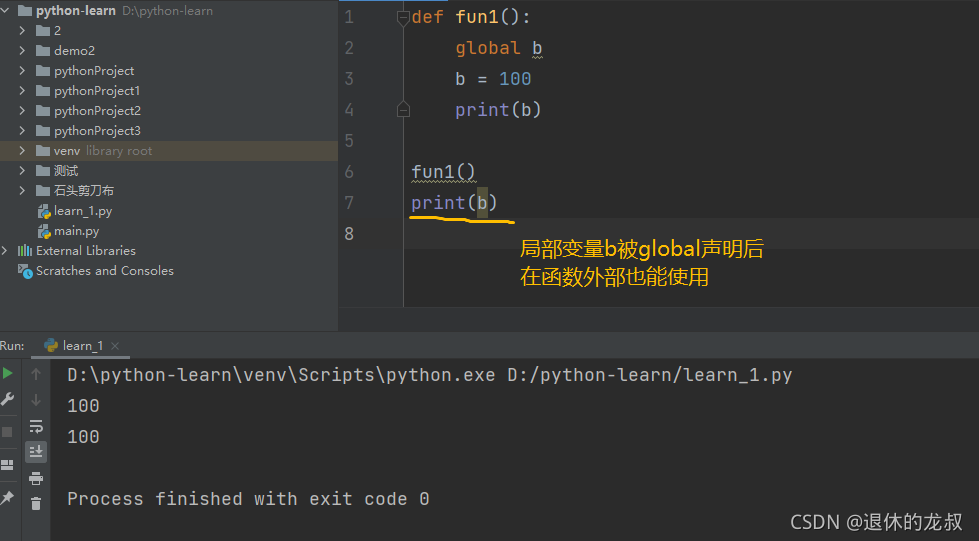 python-learn D:\python-learn
2
demo2
pythonProject
pythonProject1
pythonProject2
pythonProject3
venv library root
测试
石头剪刀布
learn_1.py
main.py
External Libraries
Scratches and Consoles
1 def fun1():
2 global b
3 b = 100
4 print(b)
5
6 fun1()
7 print(b)
8
局部变量b被global声明后
在函数外部也能使用
Run: learn_1
D:\python-learn\venv\Scripts\python.exe D:/python-learn/learn_1.py
100
100
Process finished with exit code 0
CSDN @退休的龙叔